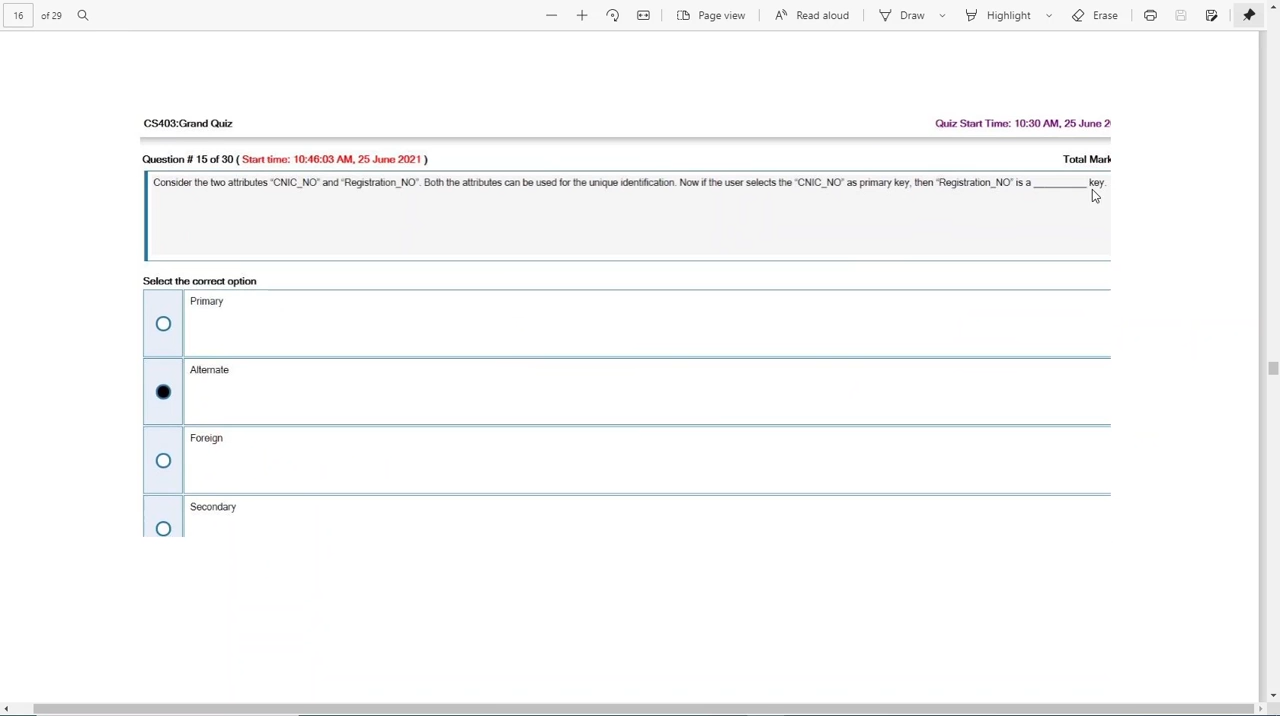 16 of 29 Page view Read aloud Draw Highlight Erase
CS403:Grand Quiz Quiz Start Time: 10:30 AM, 25 June 2
Question # 15 of 30 ( Start time: 10:46:03 AM, 25 June 2021 ) Total Mark
Consider the two attributes “CNIC_NO” and “Registration_NO”. Both the attributes can be used for the unique identification. Now if the user selects the “CNIC_NO” as primary key, then “Registration_NO” is a __________ key.
Select the correct option
Primary
Alternate
Foreign
Secondary